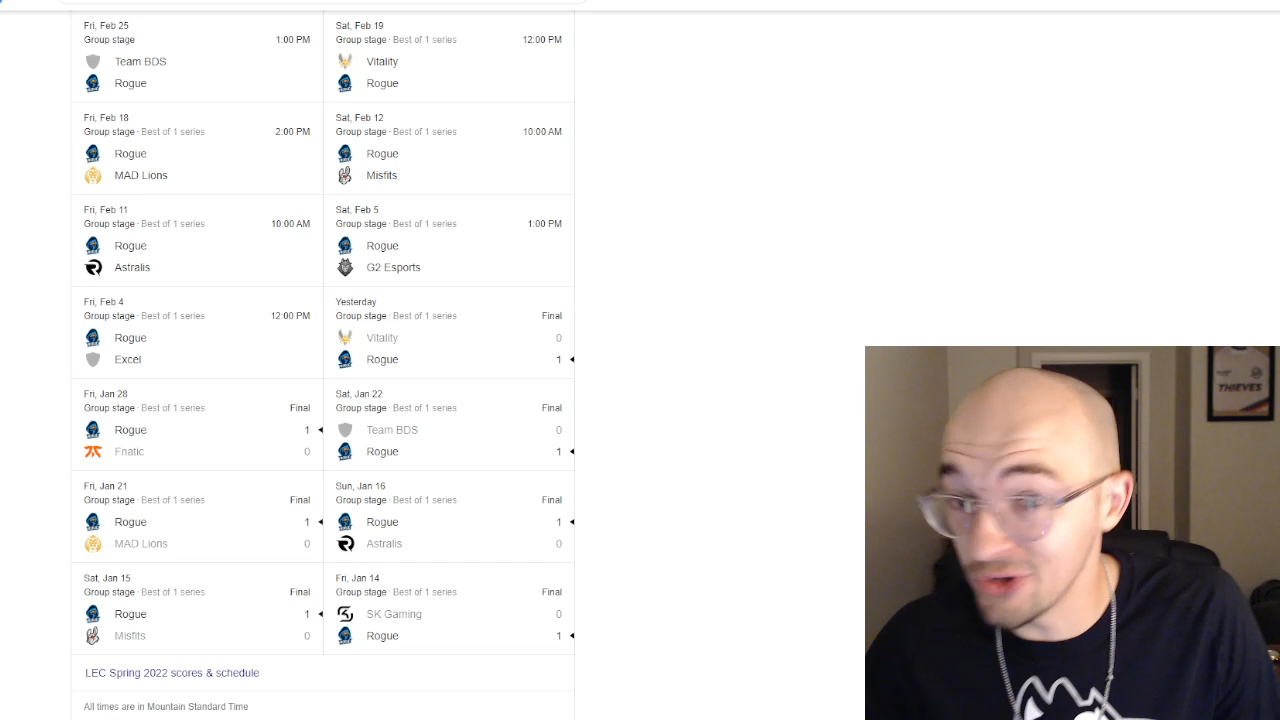 Fri, Feb 25
Group stage 1:00 PM
Team BDS
Rogue
Sat, Feb 19
Group stage · Best of 1 series 12:00 PM
Vitality
Rogue
Fri, Feb 18
Group stage · Best of 1 series 2:00 PM
Rogue
MAD Lions
Sat, Feb 12
Group stage · Best of 1 series 10:00 AM
Rogue
Misfits
Fri, Feb 11
Group stage · Best of 1 series 10:00 AM
Rogue
Astralis
Sat, Feb 5
Group stage · Best of 1 series 1:00 PM
Rogue
G2 Esports
Fri, Feb 4
Group stage · Best of 1 series 12:00 PM
Rogue
Excel
Yesterday
Group stage · Best of 1 series Final
Vitality 0
Rogue 1
Fri, Jan 28
Group stage · Best of 1 series Final
Rogue 1
Fnatic 0
Sat, Jan 22
Group stage · Best of 1 series Final
Team BDS 0
Rogue 1
Fri, Jan 21
Group stage · Best of 1 series Final
Rogue 1
MAD Lions 0
Sun, Jan 16
Group stage · Best of 1 series Final
Rogue 1
Astralis 0
Sat, Jan 15
Group stage · Best of 1 series Final
Rogue 1
Misfits 0
Fri, Jan 14
Group stage · Best of 1 series Final
SK Gaming 0
Rogue 1
LEC Spring 2022 scores & schedule
All times are in Mountain Standard Time
THIEVES